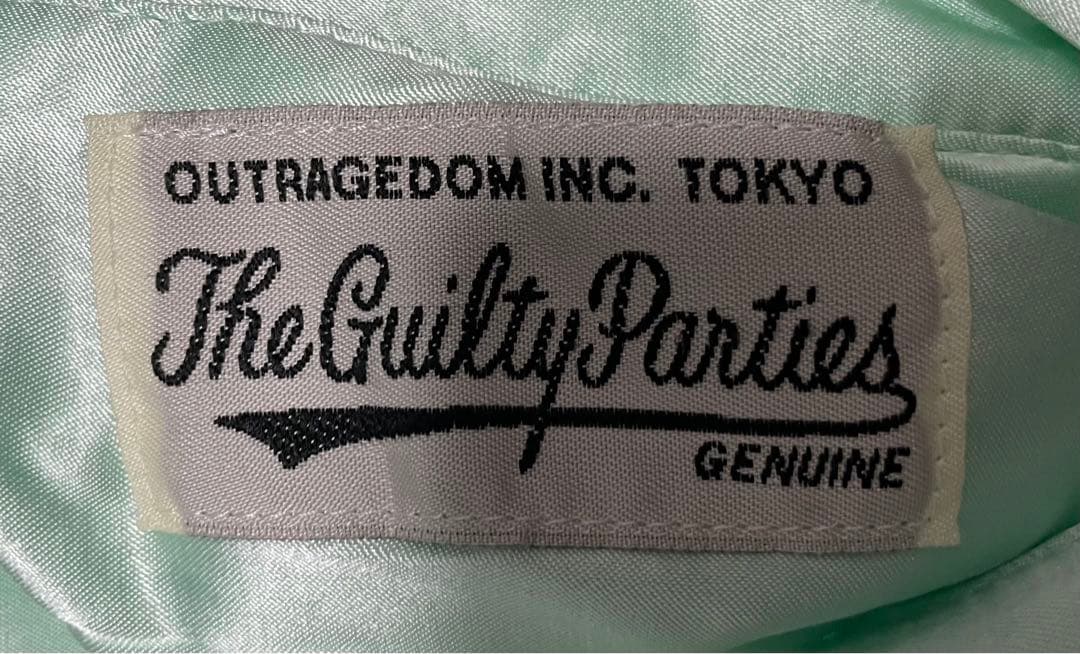 OUTRAGEDOM INC. TOKYO
The Guilty Parties
GENUINE